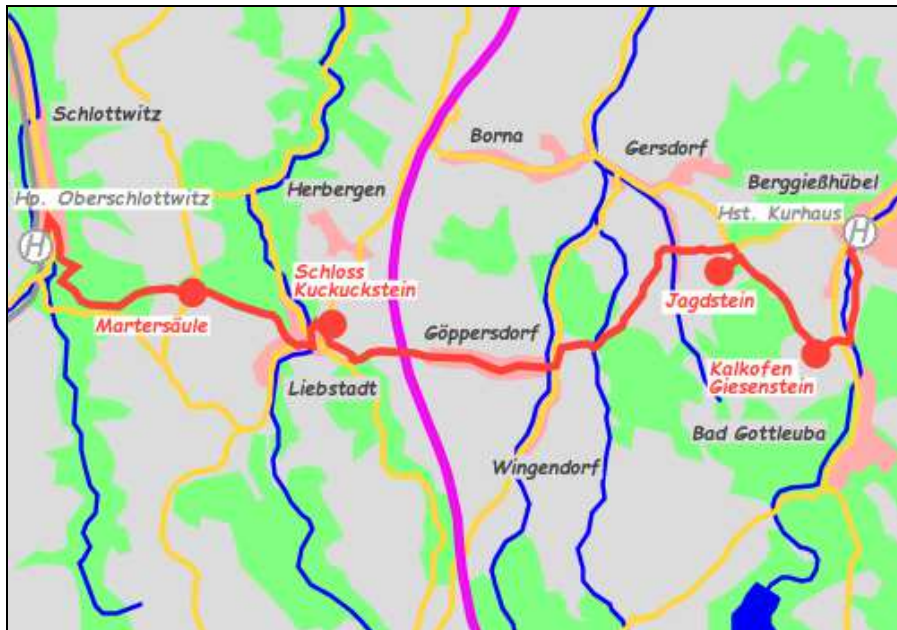 Schlottwitz
Borna
Gersdorf
Herbergen
Berggießhübel
Hp. Oberschlottwitz
Hst. Kurhaus
H
H
Schloss
Kuckuckstein
Jagdstein
Martersäule
Göppersdorf
Kalkofen
Giesenstein
Liebstadt
Bad Gottleuba
Wingendorf